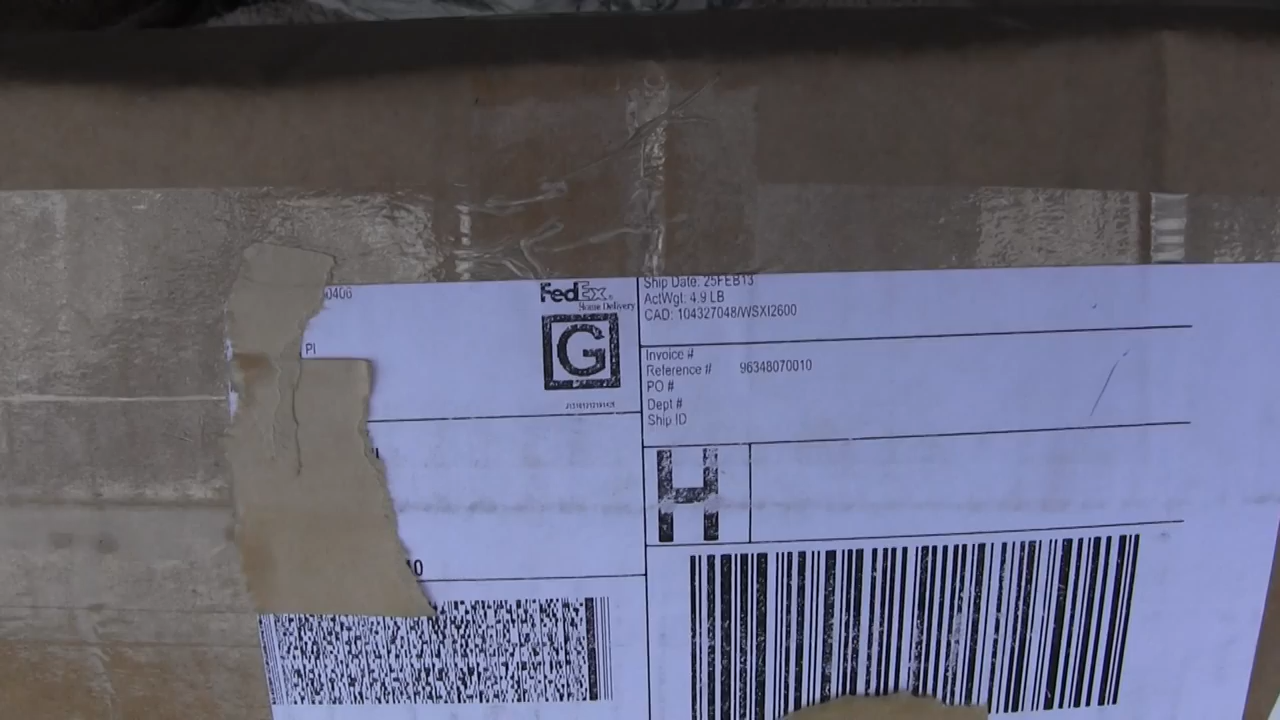 0406
FedEx
Home Delivery
G
PI
Ship Date: 25FEB13
ActWgt: 4.9 LB
CAD: 104327048/WSXI2600
Invoice #
Reference # 96348070010
PO #
Dept #
Ship ID
H